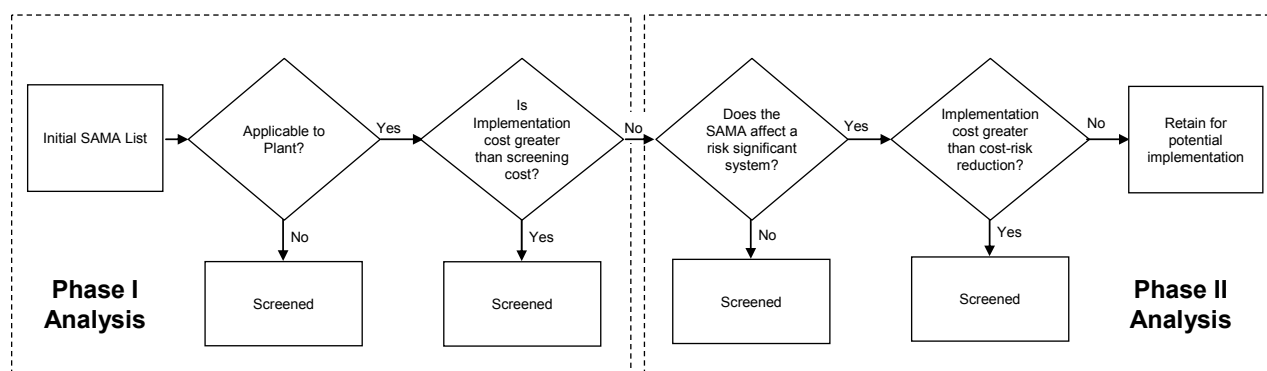 Initial SAMA List
Applicable to
Plant?
Yes
No
Screened
Is
Implementation
cost greater
than screening
cost?
No
Yes
Screened
Phase I
Analysis
Does the
SAMA affect a
risk significant
system?
Yes
No
Screened
Implementation
cost greater
than cost-risk
reduction?
No
Yes
Screened
Retain for
potential
implementation
Phase II
Analysis